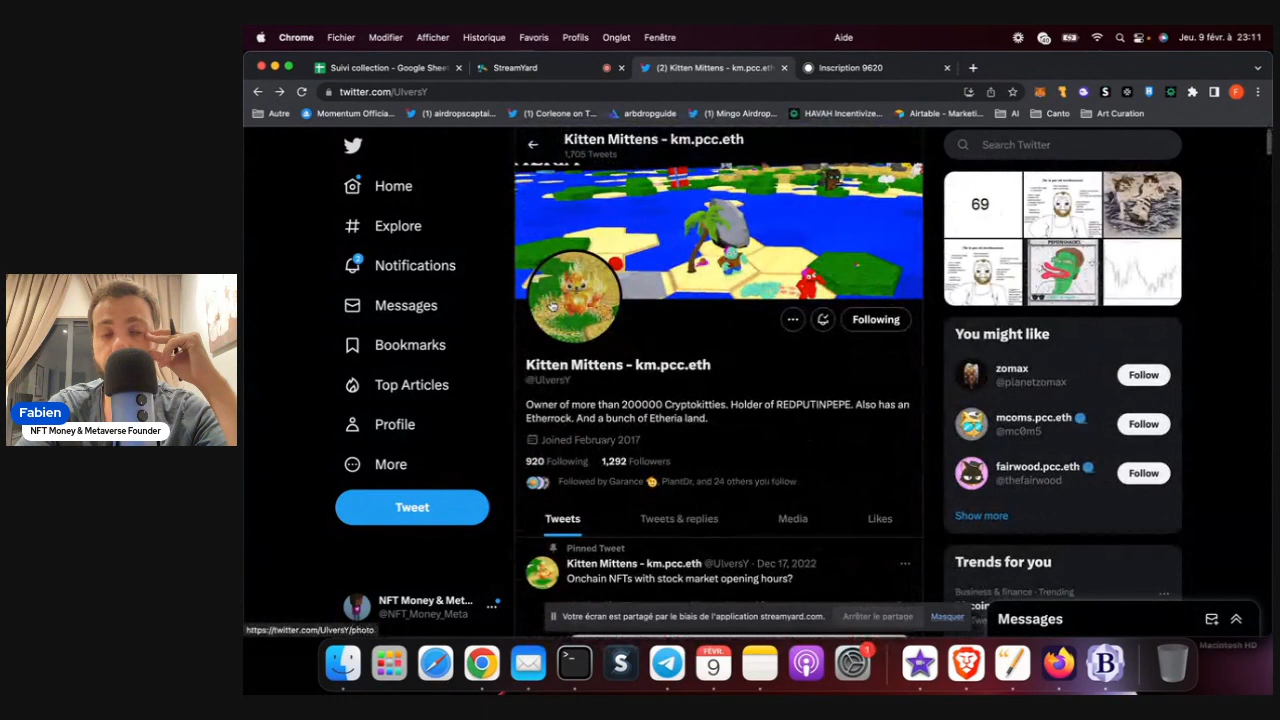 Chrome Fichier Modifier Afficher Historique Favoris Profils Onglet Fenêtre Aide Jeu. 9 févr à 23:11
Suivi collection - Google Shee StreamYard (2) Kitten Mittens - km.pcc.eth Inscription 9620
twitter.com/UlversY
Autre Momentum Officia... (1) airdropscaptai... (1) Corleone on T... arbdropguide (1) Mingo Airdrop... HAVAH Incentivize... Airtable - Marketi... AI Canto Art Curation
Kitten Mittens - km.pcc.eth
1,705 Tweets
Search Twitter
Home
Explore
Notifications
Messages
Bookmarks
Top Articles
Profile
More
Tweet
NFT Money & Met...
@NFT_Money_Meta
https://twitter.com/UlversY/photo
Following
Kitten Mittens - km.pcc.eth
@UlversY
Owner of more than 200000 Cryptokitties. Holder of REDPUTINPEPE. Also has an
Etherrock. And a bunch of Etheria land.
Joined February 2017
920 Following 1,292 Followers
Followed by Garance, PlantDr, and 24 others you follow
Tweets Tweets & replies Media Likes
Pinned Tweet
Kitten Mittens - km.pcc.eth @UlversY · Dec 17, 2022
Onchain NFTs with stock market opening hours?
Votre écran est partagé par le biais de l'application streamyard.com. Arrêter le partage Masquer
69
You might like
zomax
@planetzomax
Follow
mcoms.pcc.eth
@mc0m5
Follow
fairwood.pcc.eth
@thefairwood
Follow
Show more
Trends for you
Business & finance · Trending
Messages
Macintosh HD
FÉVR.
9
1
Fabien
NFT Money & Metaverse Founder